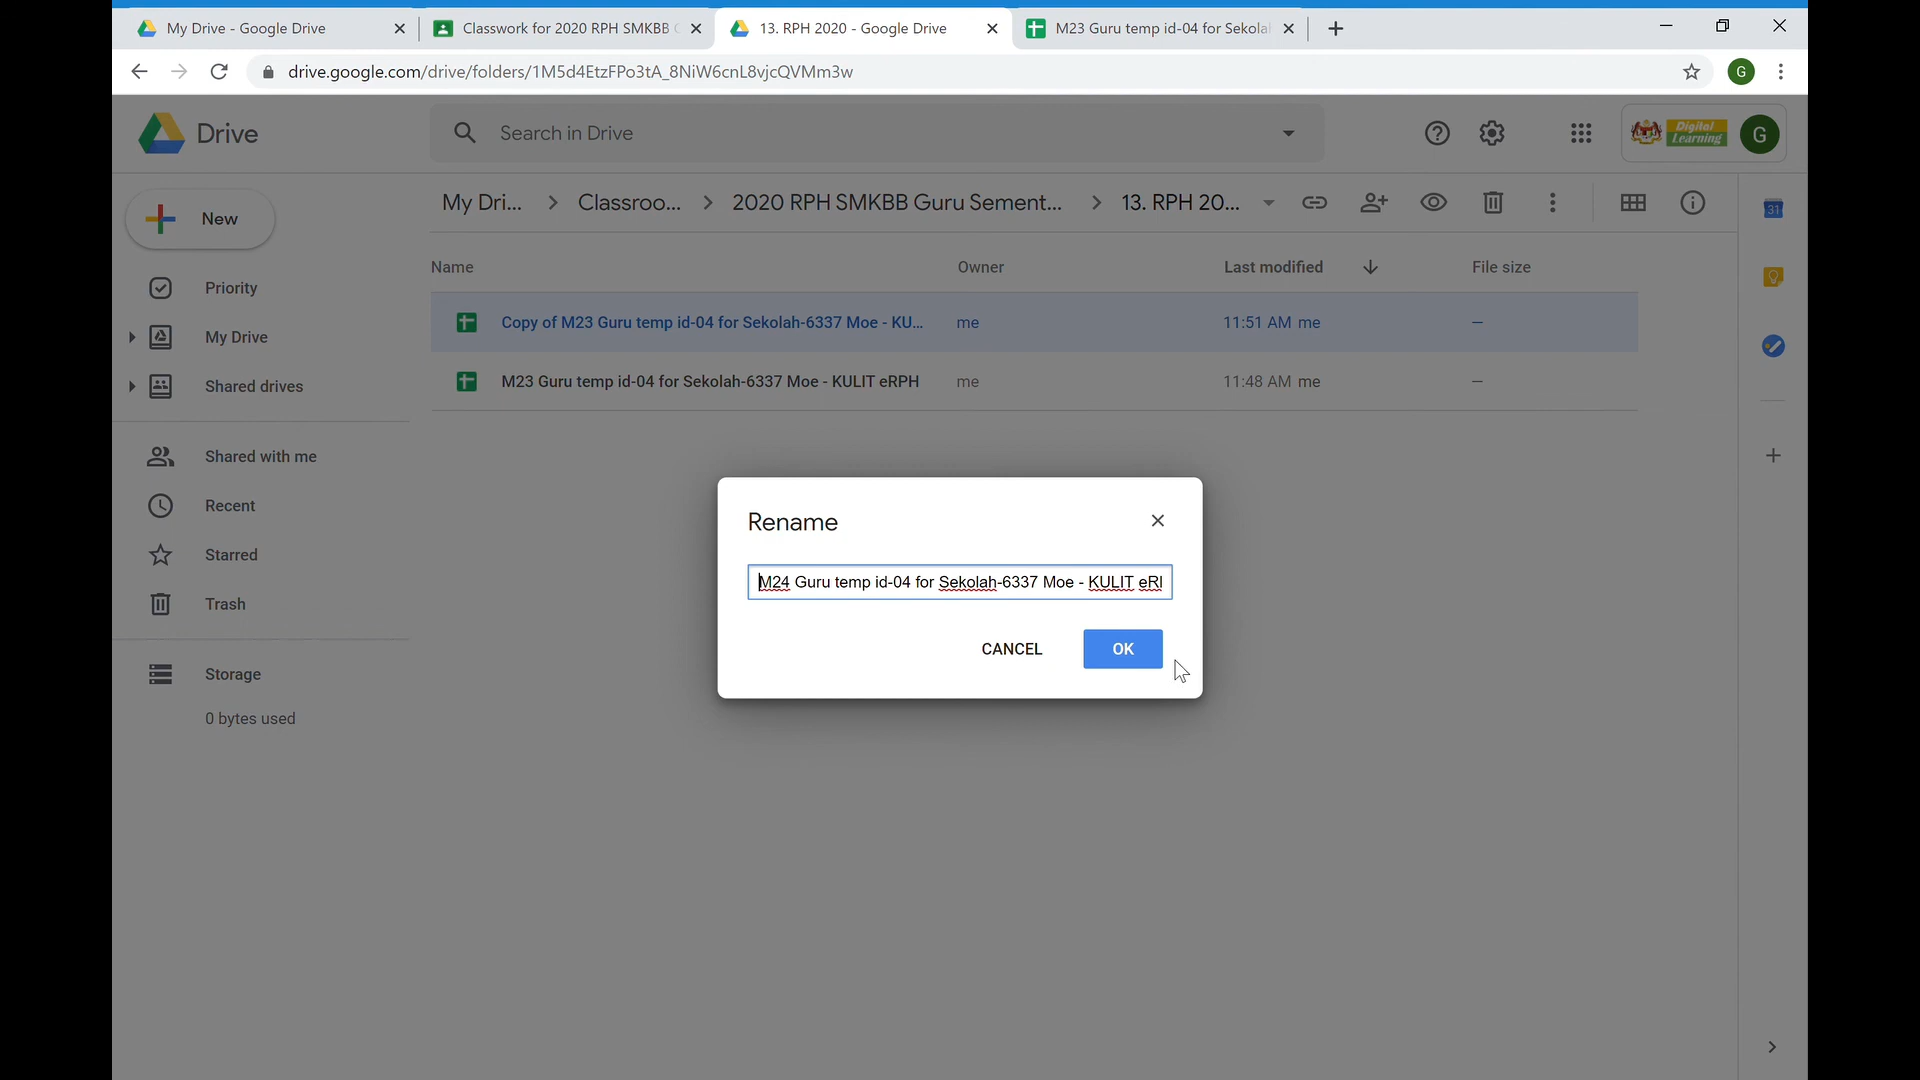 My Drive - Google Drive
Classwork for 2020 RPH SMKBB
13. RPH 2020 - Google Drive
M23 Guru temp id-04 for Sekola
drive.google.com/drive/folders/1M5d4EtzFPo3tA_8NiW6cnL8vjcQVMm3w
G
Drive
Search in Drive
Digital
Learning
G
New
My Dri... > Classroo... > 2020 RPH SMKBB Guru Sement... > 13. RPH 20...
31
Name Owner Last modified File size
Priority
Copy of M23 Guru temp id-04 for Sekolah-6337 Moe - KU... me 11:51 AM me —
My Drive
M23 Guru temp id-04 for Sekolah-6337 Moe - KULIT eRPH me 11:48 AM me —
Shared drives
Shared with me
Recent
Starred
Trash
Storage
0 bytes used
Rename
M24 Guru temp id-04 for Sekolah-6337 Moe - KULIT eRI
CANCEL
OK